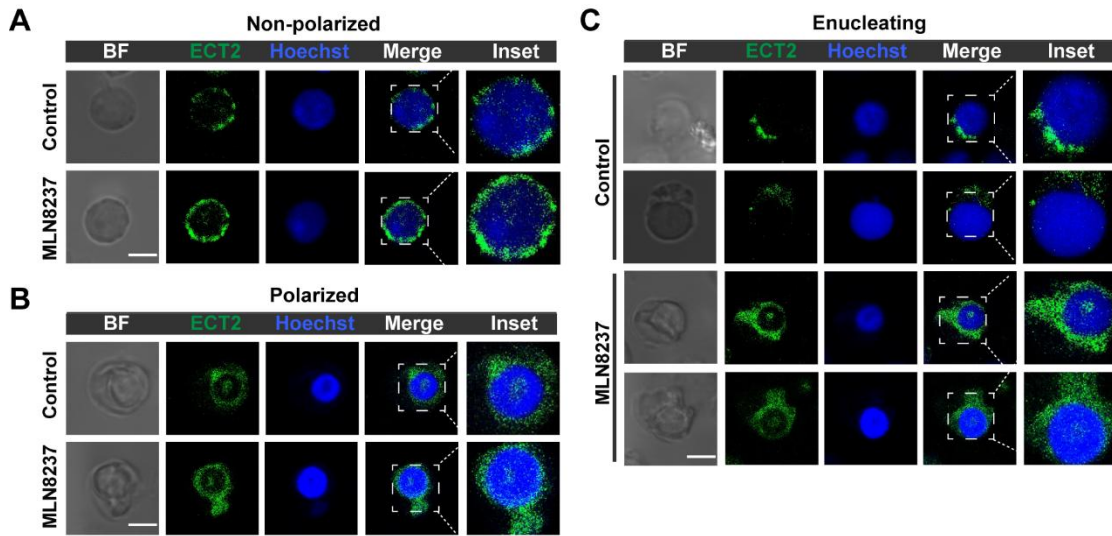 A
Non-polarized
BF ECT2 Hoechst Merge Inset
Control
MLN8237
B
Polarized
BF ECT2 Hoechst Merge Inset
Control
MLN8237
C
Enucleating
BF ECT2 Hoechst Merge Inset
Control
MLN8237